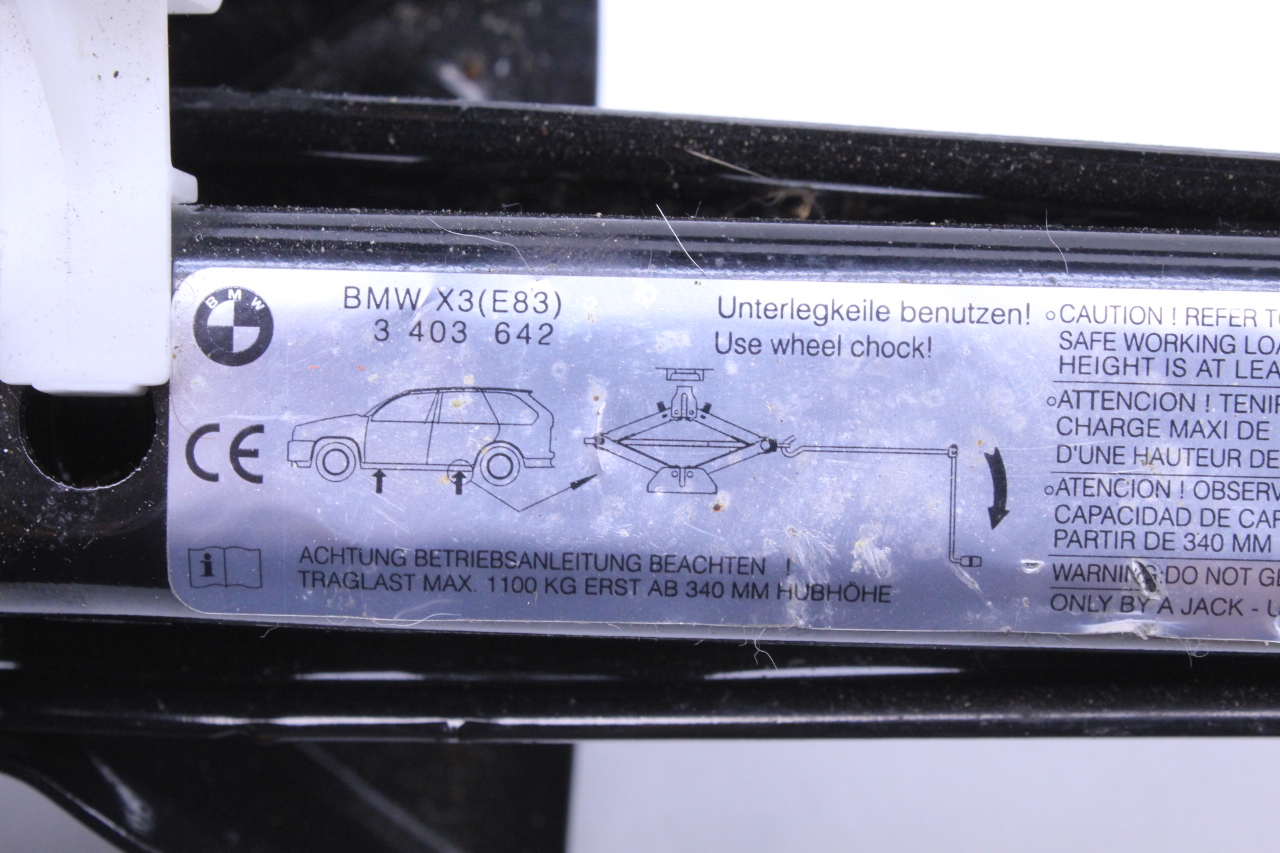 BMW
BMW X3(E83)
3 403 642
CE
Unterlegkeile benutzen!
Use wheel chock!
i
ACHTUNG BETRIEBSANLEITUNG BEACHTEN !
TRAGLAST MAX. 1100 KG ERST AB 340 MM HUBHÖHE
CAUTION ! REFER
SAFE WORKING
HEIGHT IS AT
ATTENCION !
CHARGE MAXI DE
D'UNE HAUTEUR DE
ATENCION !
CAPACIDAD DE
PARTIR DE 340 MM
WARNING DO NOT
ONLY BY A JACK -